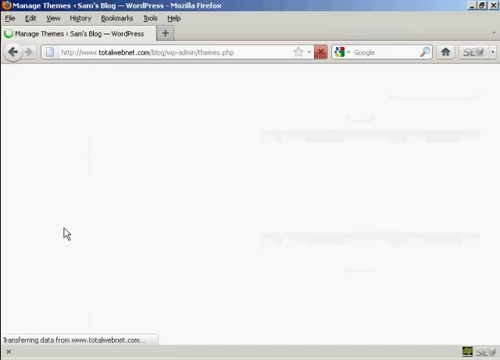 Manage Themes ‹ Sam's Blog — WordPress - Mozilla Firefox
File Edit View History Bookmarks Tools Help
Manage Themes ‹ Sam's Blog — WordPress
http://www.totalwebnet.com/blog/wp-admin/themes.php
Google
SEO
Transferring data from www.totalwebnet.com...
SEO